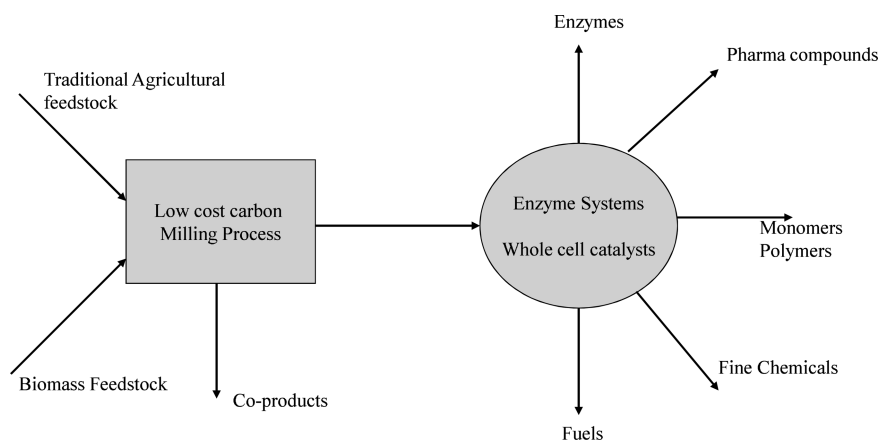 Enzymes
Pharma compounds
Traditional Agricultural
feedstock
Low cost carbon
Milling Process
Enzyme Systems
Whole cell catalysts
Monomers
Polymers
Biomass Feedstock
Co-products
Fine Chemicals
Fuels